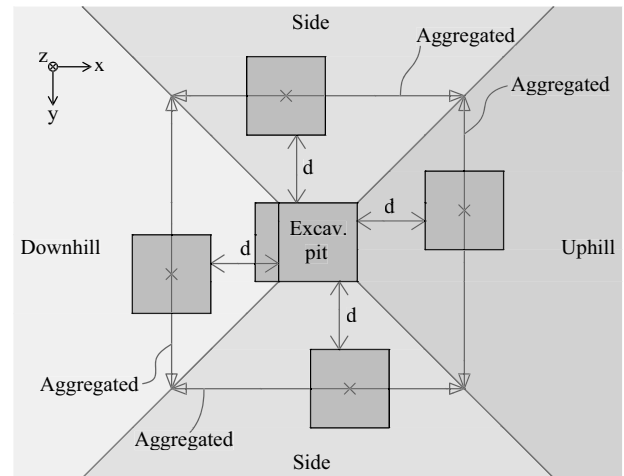 Side
Aggregated
Aggregated
z
x
y
d
d
Excav.
pit
Downhill
d
Uphill
d
Aggregated
Aggregated
Side